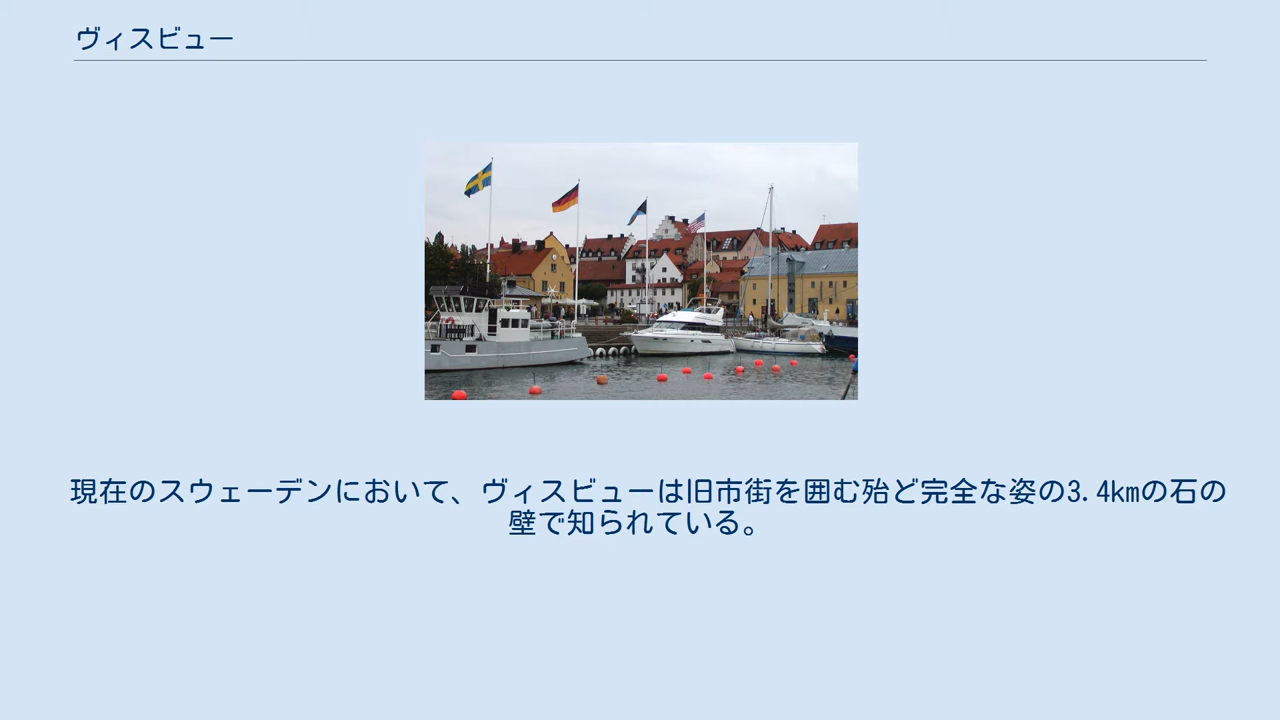 ヴィスビュー
現在のスウェーデンにおいて、ヴィスビューは旧市街を囲む殆ど完全な姿の3.4kmの石の
壁で知られている。